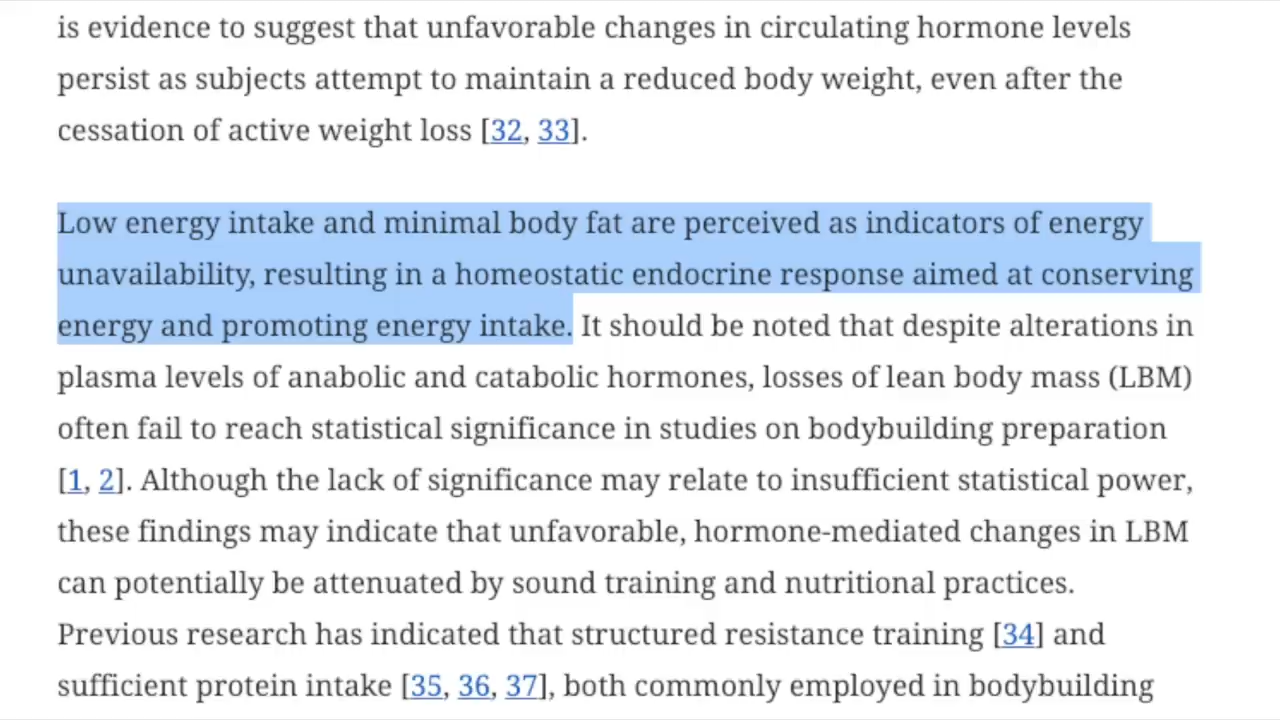 is evidence to suggest that unfavorable changes in circulating hormone levels
persist as subjects attempt to maintain a reduced body weight, even after the
cessation of active weight loss [32, 33].
Low energy intake and minimal body fat are perceived as indicators of energy
unavailability, resulting in a homeostatic endocrine response aimed at conserving
energy and promoting energy intake. It should be noted that despite alterations in
plasma levels of anabolic and catabolic hormones, losses of lean body mass (LBM)
often fail to reach statistical significance in studies on bodybuilding preparation
[1, 2]. Although the lack of significance may relate to insufficient statistical power,
these findings may indicate that unfavorable, hormone-mediated changes in LBM
can potentially be attenuated by sound training and nutritional practices.
Previous research has indicated that structured resistance training [34] and
sufficient protein intake [35, 36, 37], both commonly employed in bodybuilding